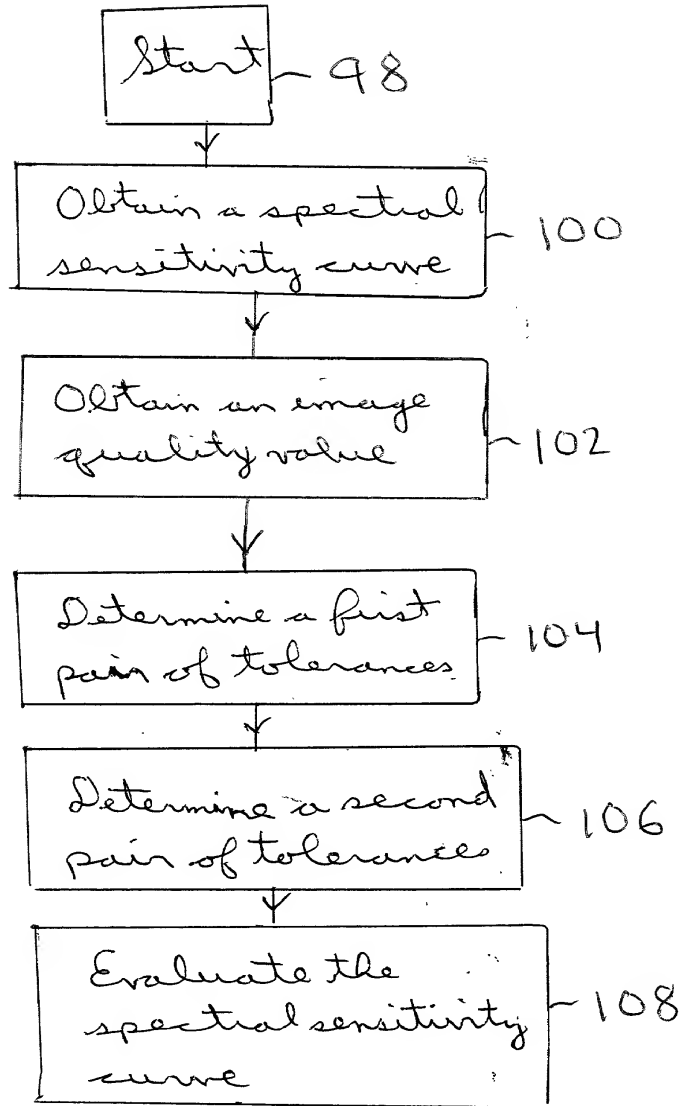 Start 98
Obtain a spectral
sensitivity curve
100
Obtain an image
quality value
102
Determine a first
pair of tolerances
104
Determine a second
pair of tolerances
106
Evaluate the
spectral sensitivity
curve
108